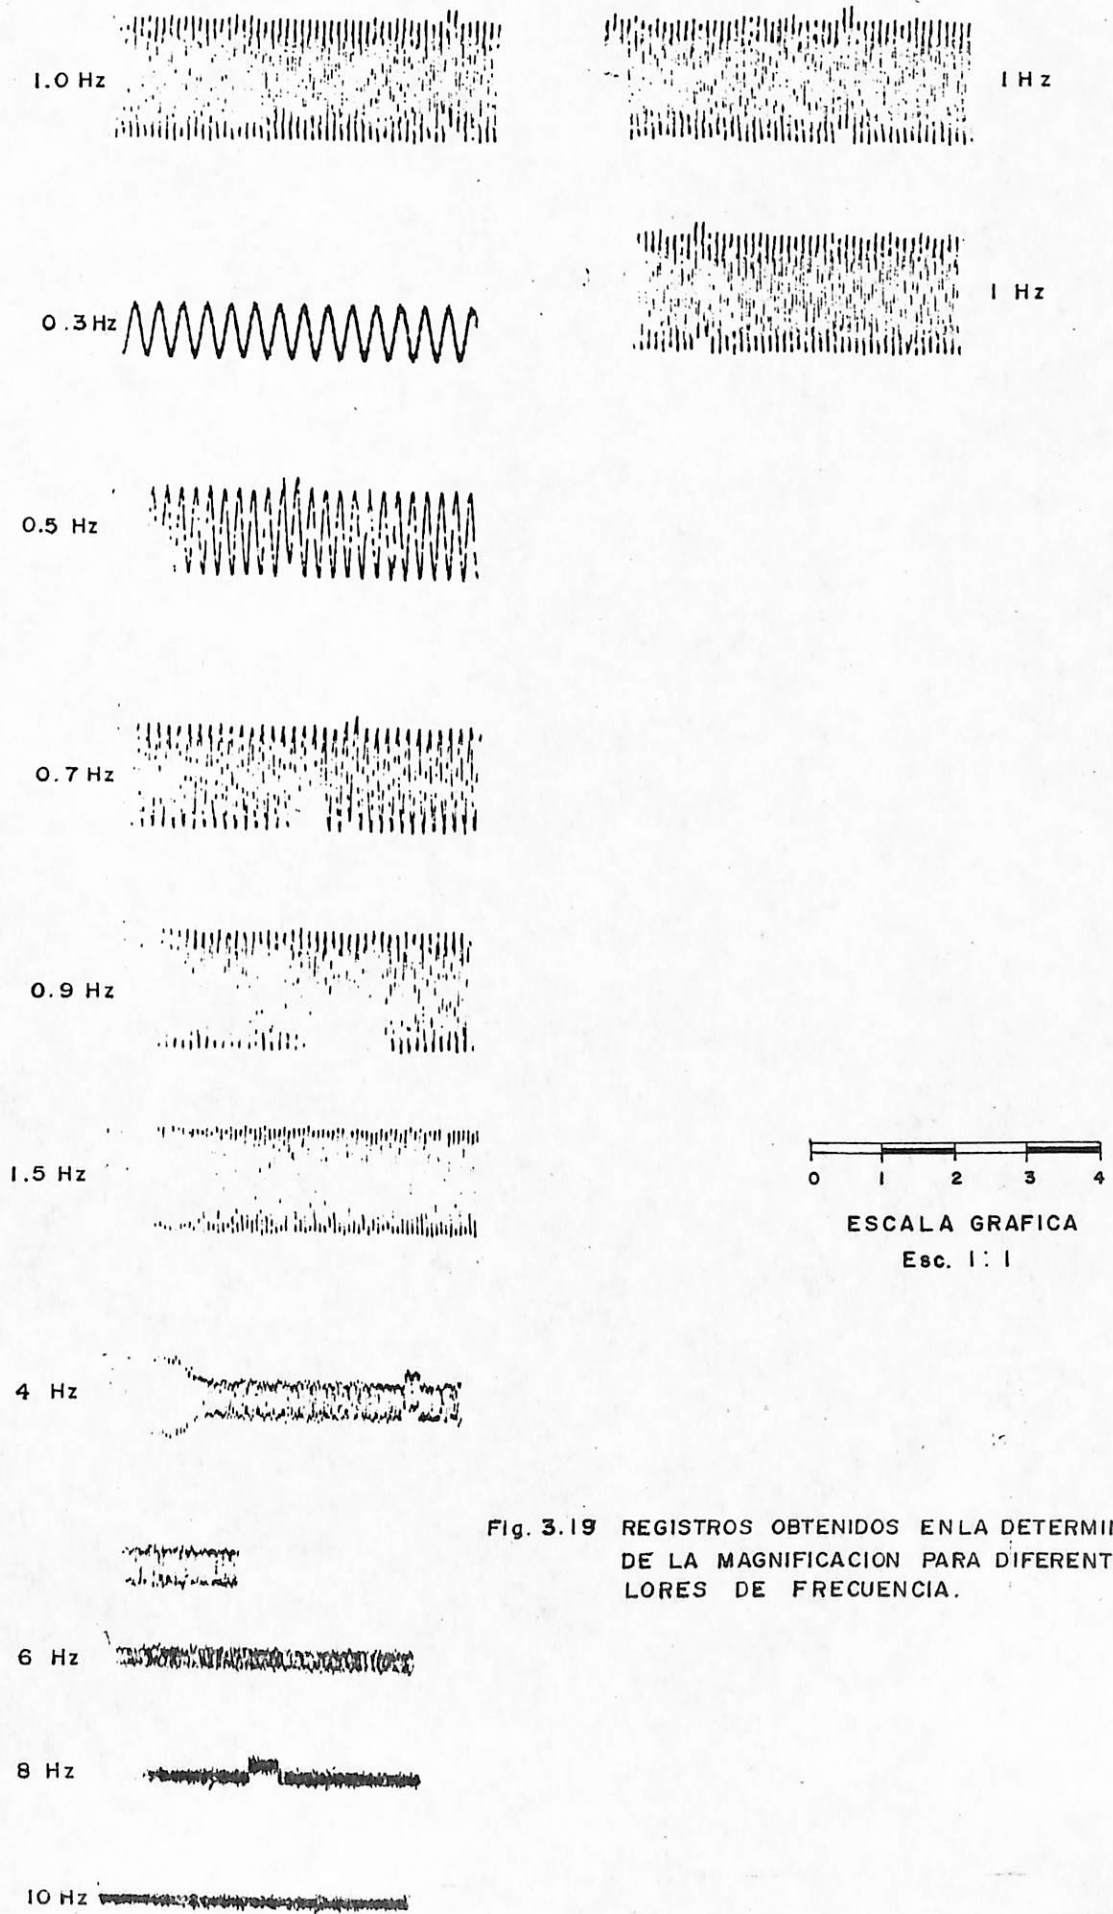 1.0 Hz
1 Hz
1 Hz
0.3 Hz
0.5 Hz
0.7 Hz
0.9 Hz
1.5 Hz
0 1 2 3 4
ESCALA GRAFICA
Esc. 1:1
4 Hz
Fig. 3.19 REGISTROS OBTENIDOS EN LA DETERMI
DE LA MAGNIFICACION PARA DIFERENT
LORES DE FRECUENCIA.
6 Hz
8 Hz
10 Hz